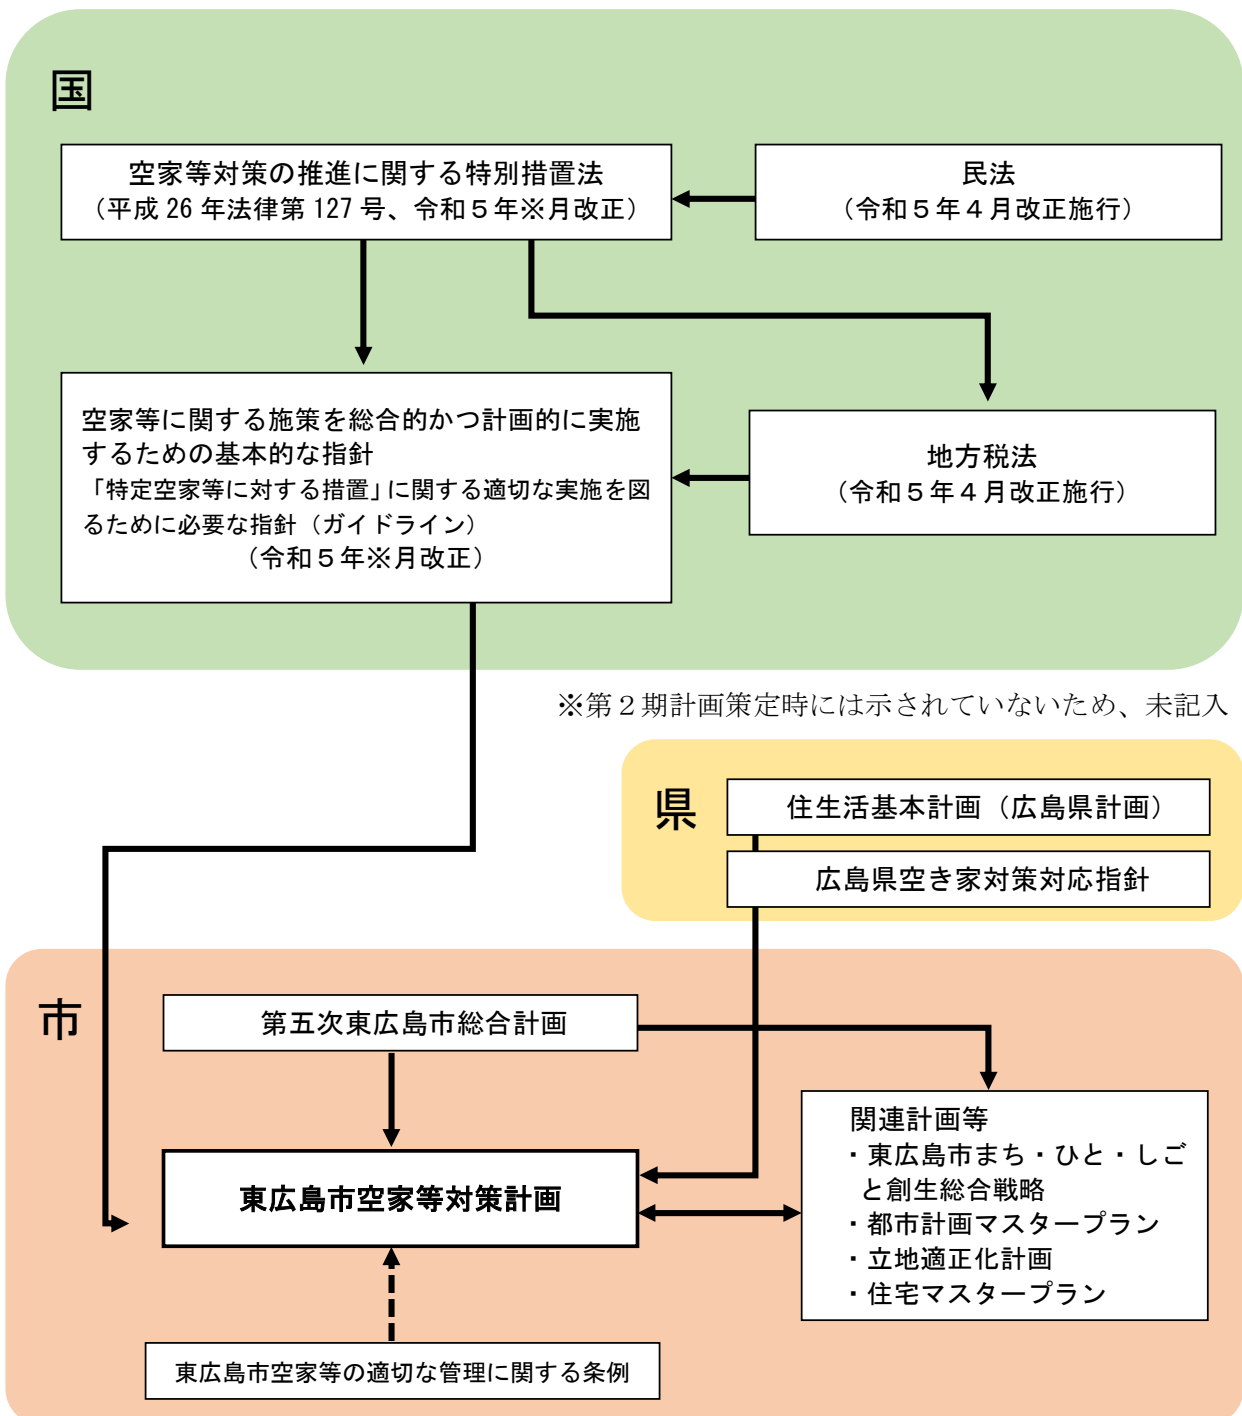 国
空家等対策の推進に関する特別措置法
（平成 26 年法律第 127 号、令和５年※月改正）
民法
（令和５年４月改正施行）
空家等に関する施策を総合的かつ計画的に実施
するための基本的な指針
「特定空家等に対する措置」に関する適切な実施を図
るために必要な指針（ガイドライン）
（令和５年※月改正）
地方税法
（令和５年４月改正施行）
※第２期計画策定時には示されていないため、未記入
県
住生活基本計画（広島県計画）
広島県空き家対策対応指針
市
第五次東広島市総合計画
東広島市空家等対策計画
関連計画等
・東広島市まち・ひと・しご
と創生総合戦略
・都市計画マスタープラン
・立地適正化計画
・住宅マスタープラン
東広島市空家等の適切な管理に関する条例